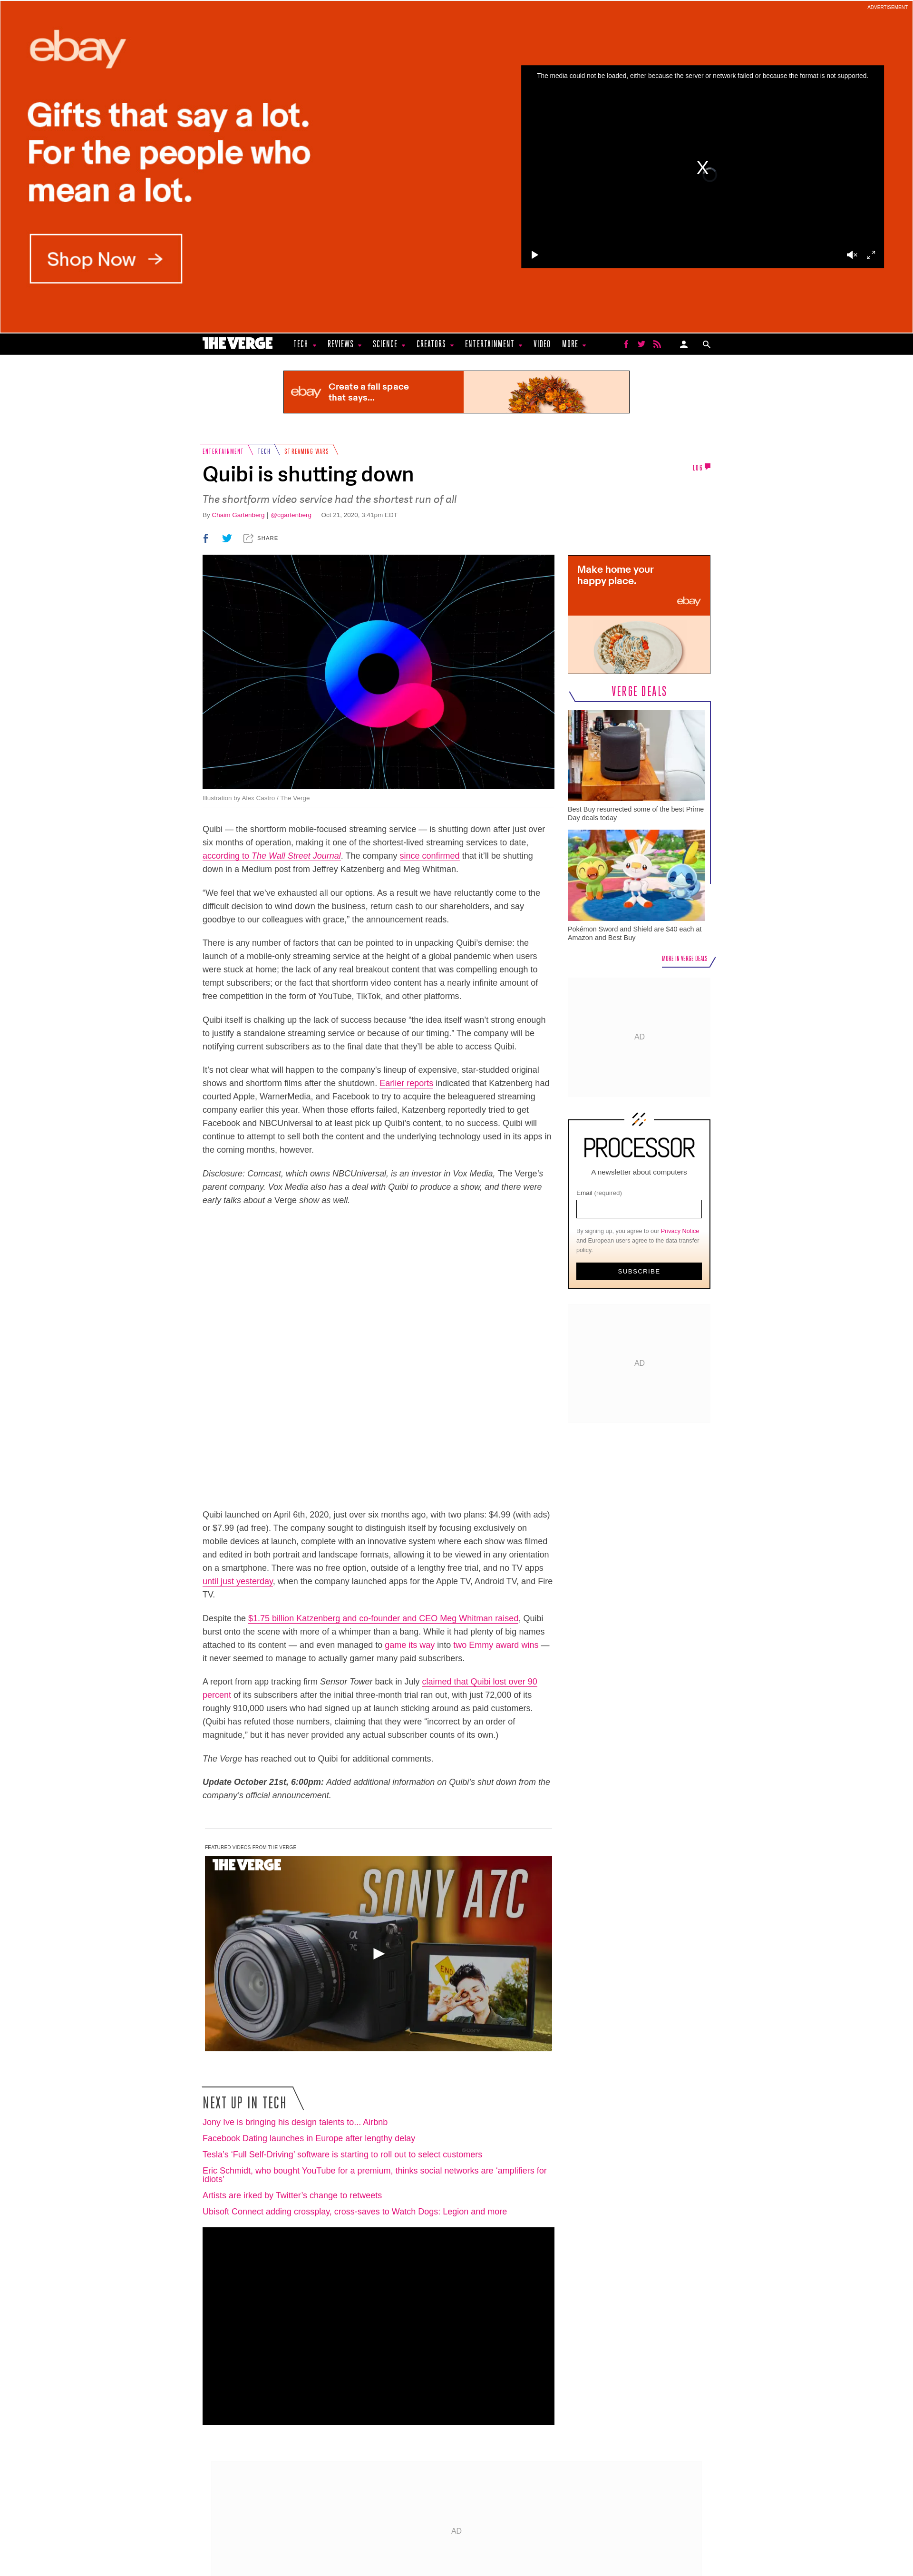 ADVERTISEMENT
ebay
Gifts that say a lot.
For the people who
mean a lot.
Shop Now →
The media could not be loaded, either because the server or network failed or because the format is not supported.
X
THE VERGE
TECH
REVIEWS
SCIENCE
CREATORS
ENTERTAINMENT
VIDEO
MORE
ebay
Create a fall space
that says...
ENTERTAINMENT
TECH
STREAMING WARS
Quibi is shutting down
106
The shortform video service had the shortest run of all
By Chaim Gartenberg | @cgartenberg | Oct 21, 2020, 3:41pm EDT
SHARE
Illustration by Alex Castro / The Verge
Quibi — the shortform mobile-focused streaming service — is shutting down after just over
six months of operation, making it one of the shortest-lived streaming services to date,
according to The Wall Street Journal. The company since confirmed that it'll be shutting
down in a Medium post from Jeffrey Katzenberg and Meg Whitman.
"We feel that we've exhausted all our options. As a result we have reluctantly come to the
difficult decision to wind down the business, return cash to our shareholders, and say
goodbye to our colleagues with grace," the announcement reads.
There is any number of factors that can be pointed to in unpacking Quibi's demise: the
launch of a mobile-only streaming service at the height of a global pandemic when users
were stuck at home; the lack of any real breakout content that was compelling enough to
tempt subscribers; or the fact that shortform video content has a nearly infinite amount of
free competition in the form of YouTube, TikTok, and other platforms.
Quibi itself is chalking up the lack of success because "the idea itself wasn't strong enough
to justify a standalone streaming service or because of our timing." The company will be
notifying current subscribers as to the final date that they'll be able to access Quibi.
It's not clear what will happen to the company's lineup of expensive, star-studded original
shows and shortform films after the shutdown. Earlier reports indicated that Katzenberg had
courted Apple, WarnerMedia, and Facebook to try to acquire the beleaguered streaming
company earlier this year. When those efforts failed, Katzenberg reportedly tried to get
Facebook and NBCUniversal to at least pick up Quibi's content, to no success. Quibi will
continue to attempt to sell both the content and the underlying technology used in its apps in
the coming months, however.
Disclosure: Comcast, which owns NBCUniversal, is an investor in Vox Media, The Verge's
parent company. Vox Media also has a deal with Quibi to produce a show, and there were
early talks about a Verge show as well.
Make home your
happy place.
ebay
VERGE DEALS
Best Buy resurrected some of the best Prime
Day deals today
Pokémon Sword and Shield are $40 each at
Amazon and Best Buy
MORE IN VERGE DEALS
AD
PROCESSOR
A newsletter about computers
Email (required)
By signing up, you agree to our Privacy Notice
and European users agree to the data transfer
policy.
SUBSCRIBE
AD
Quibi launched on April 6th, 2020, just over six months ago, with two plans: $4.99 (with ads)
or $7.99 (ad free). The company sought to distinguish itself by focusing exclusively on
mobile devices at launch, complete with an innovative system where each show was filmed
and edited in both portrait and landscape formats, allowing it to be viewed in any orientation
on a smartphone. There was no free option, outside of a lengthy free trial, and no TV apps
until just yesterday, when the company launched apps for the Apple TV, Android TV, and Fire
TV.
Despite the $1.75 billion Katzenberg and co-founder and CEO Meg Whitman raised, Quibi
burst onto the scene with more of a whimper than a bang. While it had plenty of big names
attached to its content — and even managed to game its way into two Emmy award wins —
it never seemed to manage to actually garner many paid subscribers.
A report from app tracking firm Sensor Tower back in July claimed that Quibi lost over 90
percent of its subscribers after the initial three-month trial ran out, with just 72,000 of its
roughly 910,000 users who had signed up at launch sticking around as paid customers.
(Quibi has refuted those numbers, claiming that they were "incorrect by an order of
magnitude," but it has never provided any actual subscriber counts of its own.)
The Verge has reached out to Quibi for additional comments.
Update October 21st, 6:00pm: Added additional information on Quibi's shut down from the
company's official announcement.
FEATURED VIDEOS FROM THE VERGE
THE VERGE
SONY A7C
α
7C
END
SONY
NEXT UP IN TECH
Jony Ive is bringing his design talents to... Airbnb
Facebook Dating launches in Europe after lengthy delay
Tesla's 'Full Self-Driving' software is starting to roll out to select customers
Eric Schmidt, who bought YouTube for a premium, thinks social networks are 'amplifiers for
idiots'
Artists are irked by Twitter's change to retweets
Ubisoft Connect adding crossplay, cross-saves to Watch Dogs: Legion and more
AD